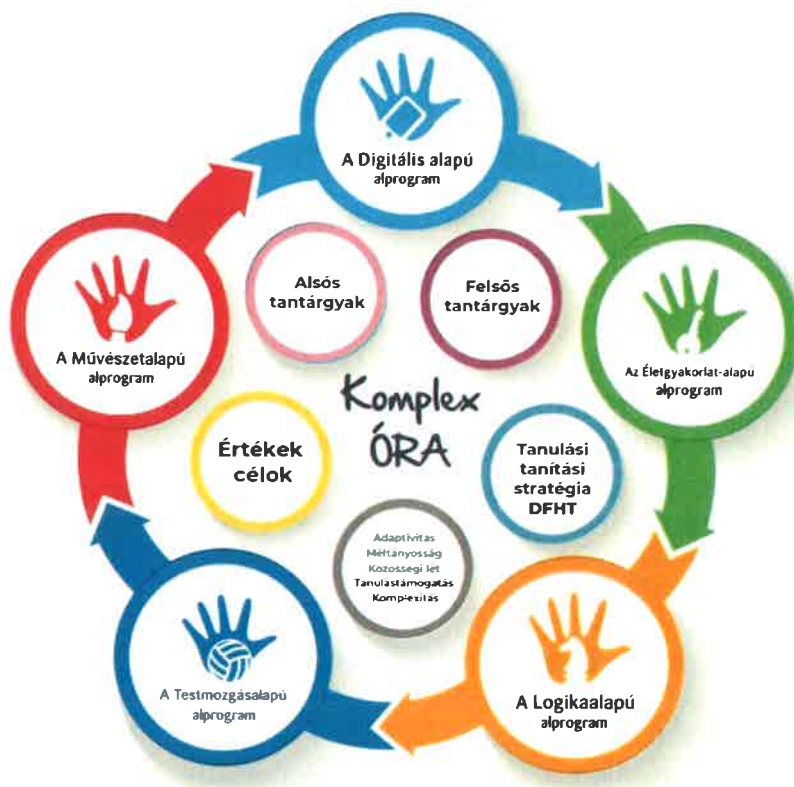 A Digitális alapú
alprogram
Alsós
tantárgyak
Felsős
tantárgyak
A Művészetalapú
alprogram
Az Életgyakorlat-alapú
alprogram
Komplex
ÓRA
Értékek
célok
Tanulási
tanítási
stratégia
DFHT
Adaptivitás
Méltányosság
Közösségi lét
Tanulástámogatás
Komplexitás
A Testmozgásalapú
alprogram
A Logikaalapú
alprogram